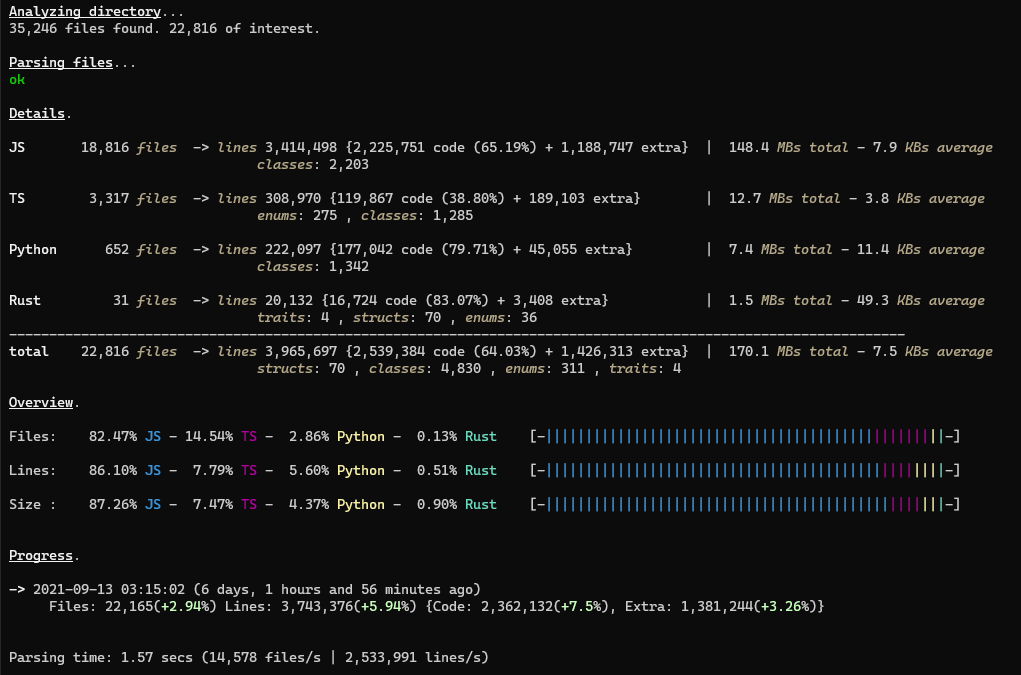 Analyzing directory...
35,246 files found. 22,816 of interest.
Parsing files...
ok
Details.
JS 18,816 files -> lines 3,414,498 {2,225,751 code (65.19%) + 1,188,747 extra} | 148.4 MBs total - 7.9 KBs average
classes: 2,203
TS 3,317 files -> lines 308,970 {119,867 code (38.80%) + 189,103 extra} | 12.7 MBs total - 3.8 KBs average
enums: 275 , classes: 1,285
Python 652 files -> lines 222,097 {177,042 code (79.71%) + 45,055 extra} | 7.4 MBs total - 11.4 KBs average
classes: 1,342
Rust 31 files -> lines 20,132 {16,724 code (83.07%) + 3,408 extra} | 1.5 MBs total - 49.3 KBs average
traits: 4 , structs: 70 , enums: 36
----------------------------------------------------------------------------------------------------------------
total 22,816 files -> lines 3,965,697 {2,539,384 code (64.03%) + 1,426,313 extra} | 170.1 MBs total - 7.5 KBs average
structs: 70 , classes: 4,830 , enums: 311 , traits: 4
Overview.
Files: 82.47% JS - 14.54% TS - 2.86% Python - 0.13% Rust [-||||||||||||||||||||||||||||||||||||||||||||||||||-]
Lines: 86.10% JS - 7.79% TS - 5.60% Python - 0.51% Rust [-||||||||||||||||||||||||||||||||||||||||||||||||||-]
Size : 87.26% JS - 7.47% TS - 4.37% Python - 0.90% Rust [-||||||||||||||||||||||||||||||||||||||||||||||||||-]
Progress.
-> 2021-09-13 03:15:02 (6 days, 1 hours and 56 minutes ago)
Files: 22,165(+2.94%) Lines: 3,743,376(+5.94%) {Code: 2,362,132(+7.5%), Extra: 1,381,244(+3.26%)}
Parsing time: 1.57 secs (14,578 files/s | 2,533,991 lines/s)